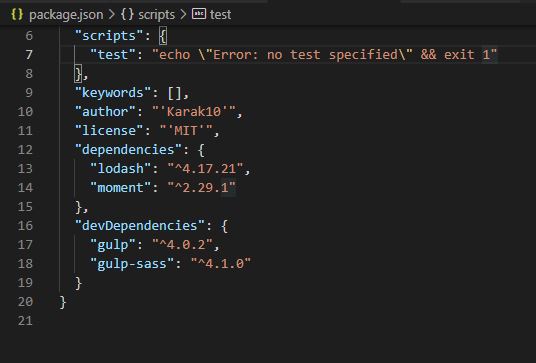 package.json > {} scripts > abc test
6 "scripts": {
7 "test": "echo \"Error: no test specified\" && exit 1"
8 },
9 "keywords": [],
10 "author": "'Karak10'",
11 "license": "'MIT'",
12 "dependencies": {
13 "lodash": "^4.17.21",
14 "moment": "^2.29.1"
15 },
16 "devDependencies": {
17 "gulp": "^4.0.2",
18 "gulp-sass": "^4.1.0"
19 }
20 }
21